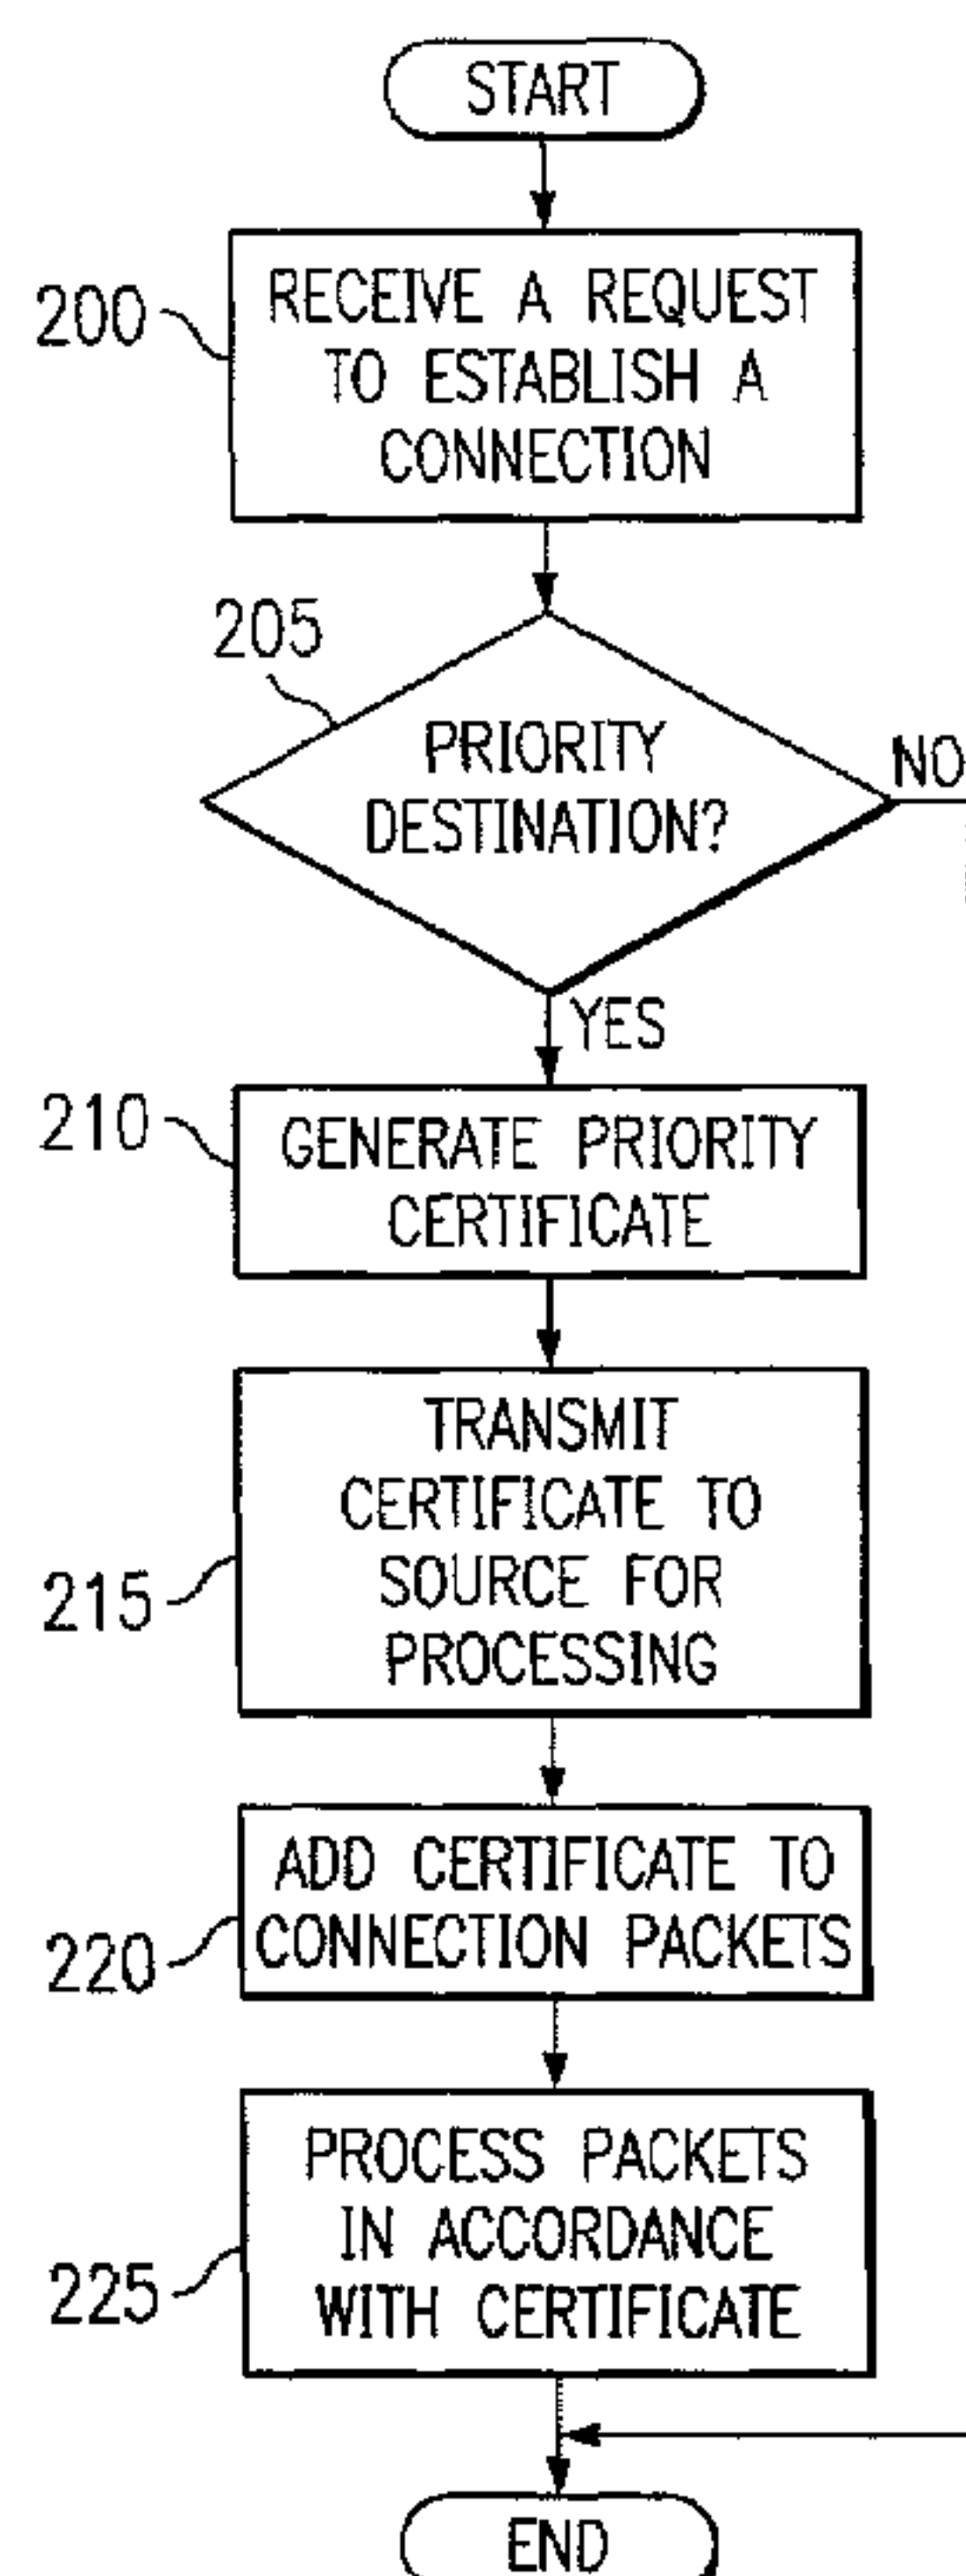 START
200
RECEIVE A REQUEST
TO ESTABLISH A
CONNECTION
205
PRIORITY
DESTINATION?
NO
YES
210
GENERATE PRIORITY
CERTIFICATE
TRANSMIT
CERTIFICATE TO
SOURCE FOR
PROCESSING
215
ADD CERTIFICATE TO
CONNECTION PACKETS
220
PROCESS PACKETS
IN ACCORDANCE
WITH CERTIFICATE
225
END